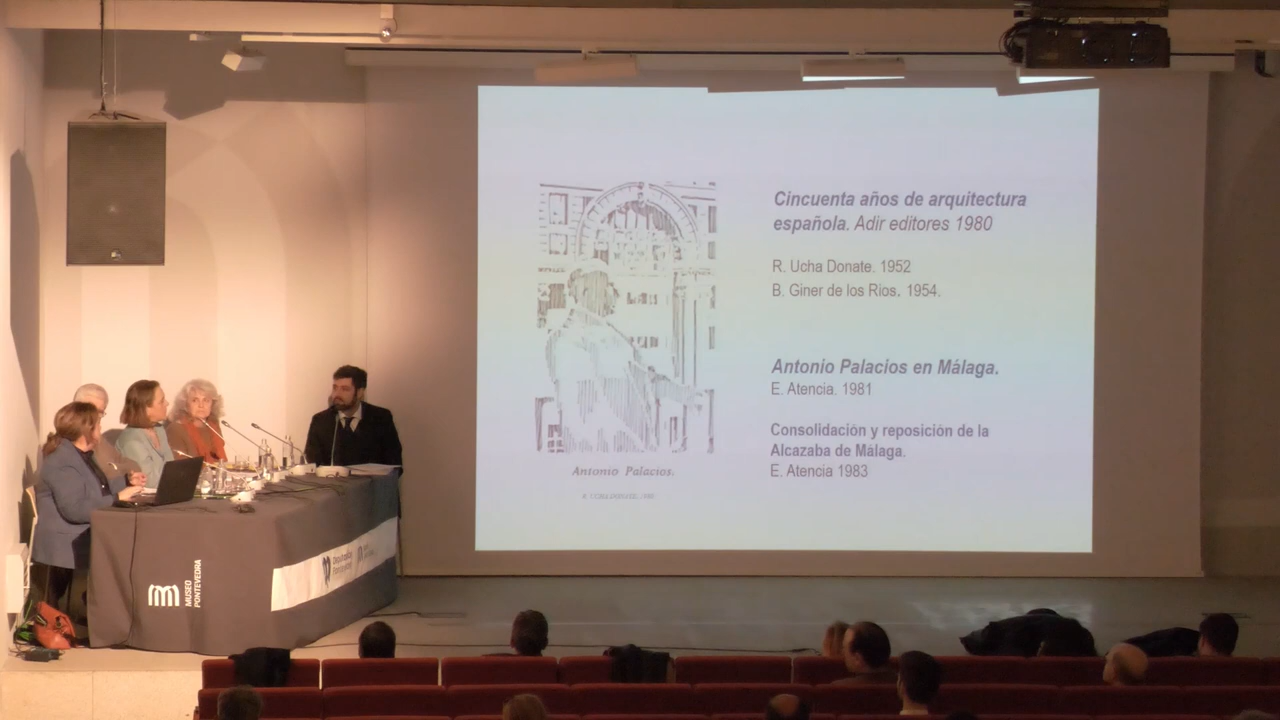 Cincuenta años de arquitectura
española. Adir editores 1980
R. Ucha Donate. 1952
B. Giner de los Rios. 1954.
Antonio Palacios en Málaga.
E. Atencia. 1981
Consolidación y reposición de la
Alcazaba de Málaga.
E. Atencia 1983
Antonio Palacios.
MUSEO
PONTEVEDRA